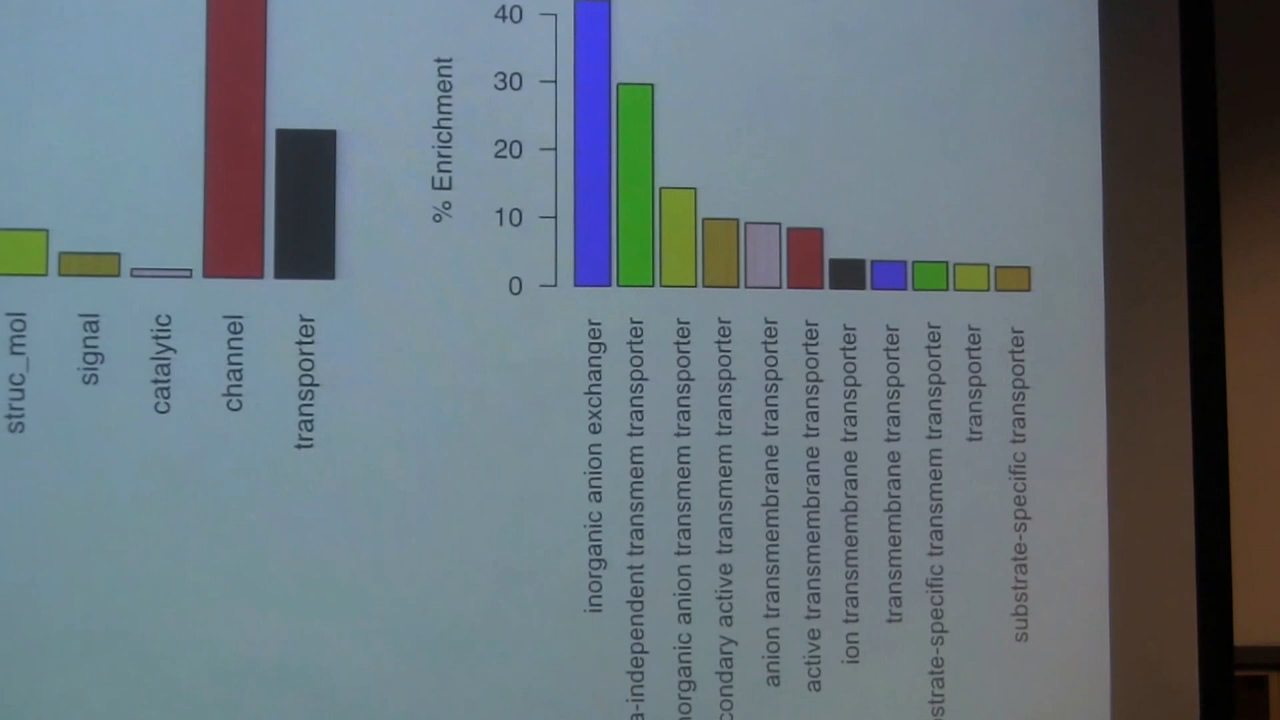 struc_mol
signal
catalytic
channel
transporter
% Enrichment
40
30
20
10
0
inorganic anion exchanger
a-independent transmem transporter
norganic anion transmem transporter
condary active transmem transporter
anion transmembrane transporter
active transmembrane transporter
ion transmembrane transporter
transmembrane transporter
strate-specific transmem transporter
transporter
substrate-specific transporter